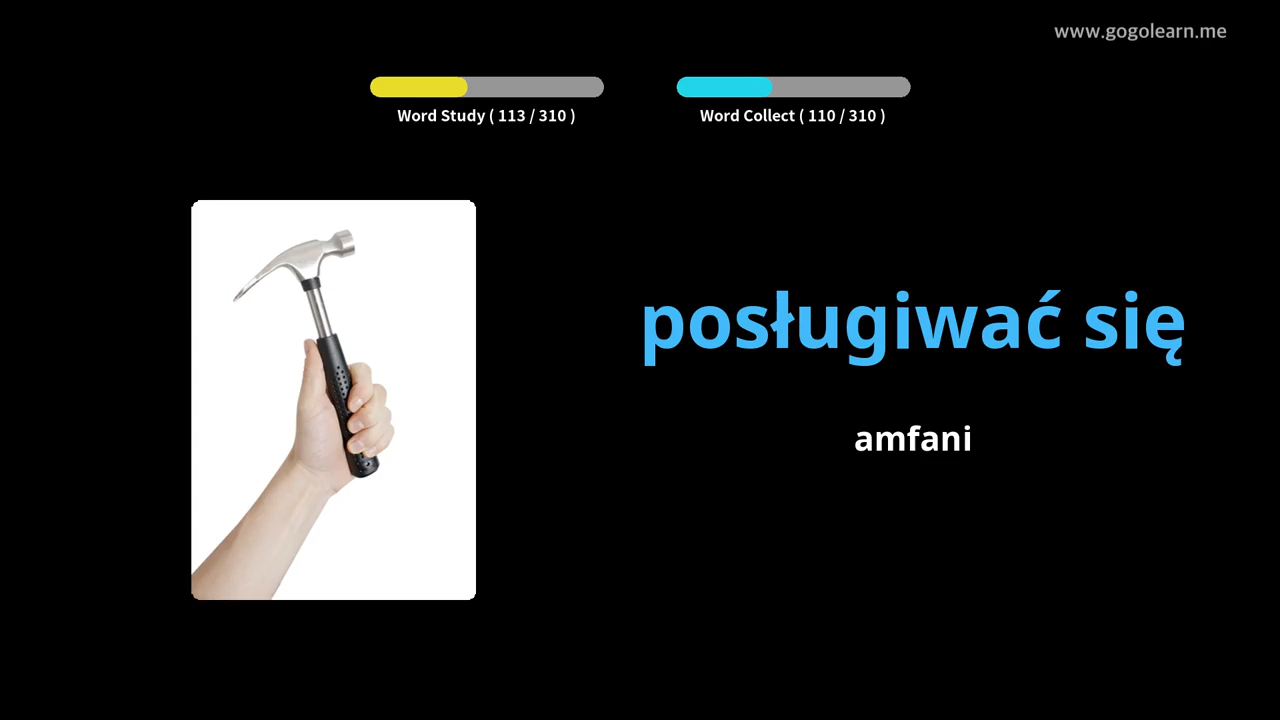 www.gogolearn.me
Word Study ( 113 / 310 )
Word Collect ( 110 / 310 )
posługiwać się
amfani